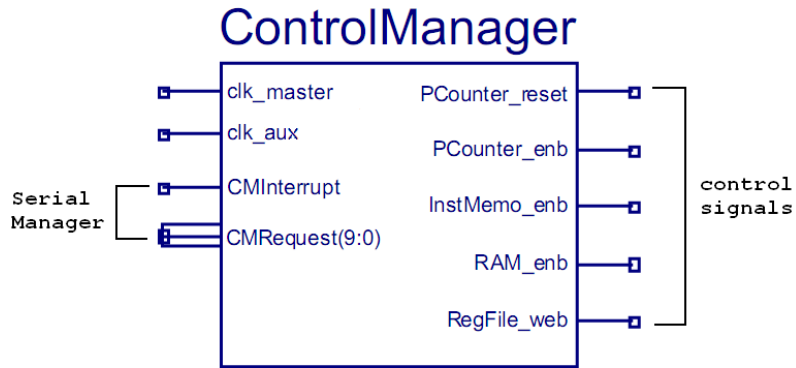 ControlManager
clk_master
PCounter_reset
clk_aux
PCounter_enb
Serial
Manager
CMInterrupt
InstMemo_enb
control
signals
CMRequest(9:0)
RAM_enb
RegFile_web